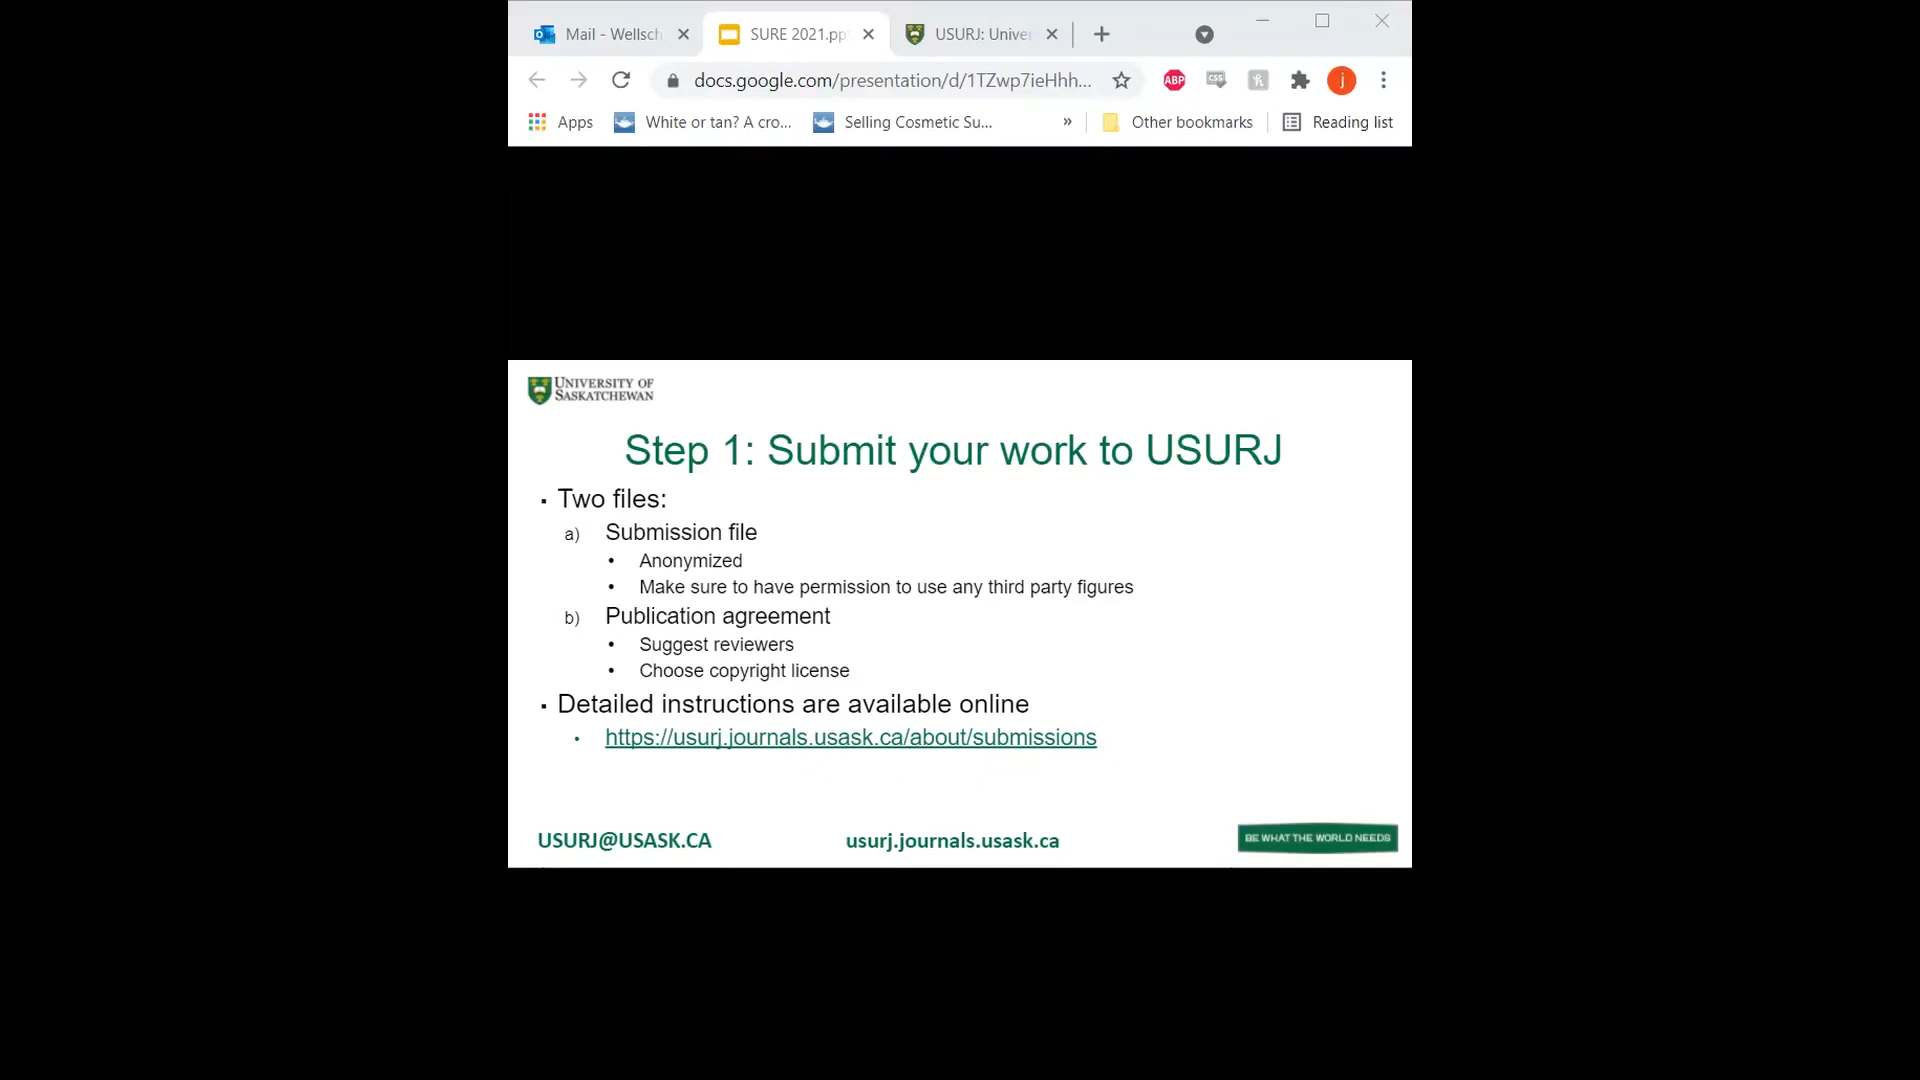 Mail - Wellsch
SURE 2021.pp
USURJ: Univer
docs.google.com/presentation/d/1TZwp7ieHhh...
ABP
CSS
j
Apps
White or tan? A cro...
Selling Cosmetic Su...
»
Other bookmarks
Reading list
UNIVERSITY OF
SASKATCHEWAN
Step 1: Submit your work to USURJ
▪ Two files:
a) Submission file
• Anonymized
• Make sure to have permission to use any third party figures
b) Publication agreement
• Suggest reviewers
• Choose copyright license
▪ Detailed instructions are available online
• https://usurj.journals.usask.ca/about/submissions
USURJ@USASK.CA
usurj.journals.usask.ca
BE WHAT THE WORLD NEEDS